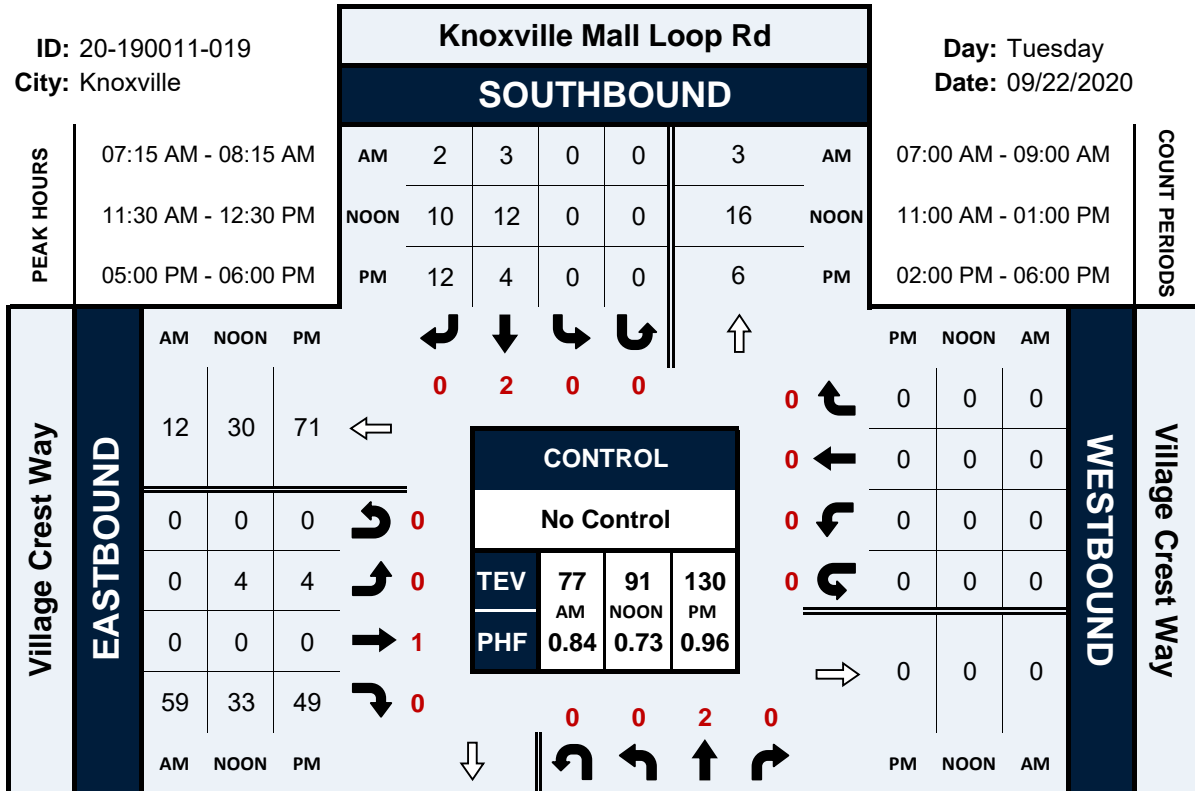 ID: 20-190011-019
City: Knoxville
Knoxville Mall Loop Rd
SOUTHBOUND
Day: Tuesday
Date: 09/22/2020
PEAK HOURS
07:15 AM - 08:15 AM
11:30 AM - 12:30 PM
05:00 PM - 06:00 PM
AM 2 3 0 0 3 AM
NOON 10 12 0 0 16 NOON
PM 12 4 0 0 6 PM
07:00 AM - 09:00 AM
11:00 AM - 01:00 PM
02:00 PM - 06:00 PM
COUNT PERIODS
0 2 0 0
Village Crest Way
EASTBOUND
AM NOON PM
12 30 71
0 0 0 0
0 4 4 0
0 0 0 1
59 33 49 0
AM NOON PM
CONTROL
No Control
TEV 77 91 130
AM NOON PM
PHF 0.84 0.73 0.96
0 0 2 0
PM NOON AM
0 0 0 0
0 0 0 0
0 0 0 0
0 0 0 0
0 0 0
PM NOON AM
WESTBOUND
Village Crest Way